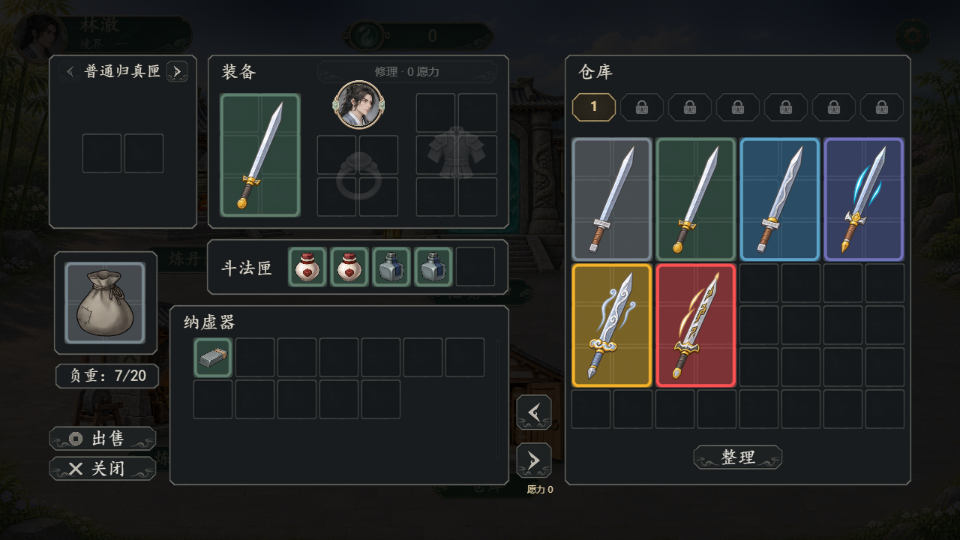 林澈
0
普通归真匣
装备
修理·0 愿力
仓库
1
斗法匣
纳虚器
负重：7/20
出售
关闭
愿力 0
整理